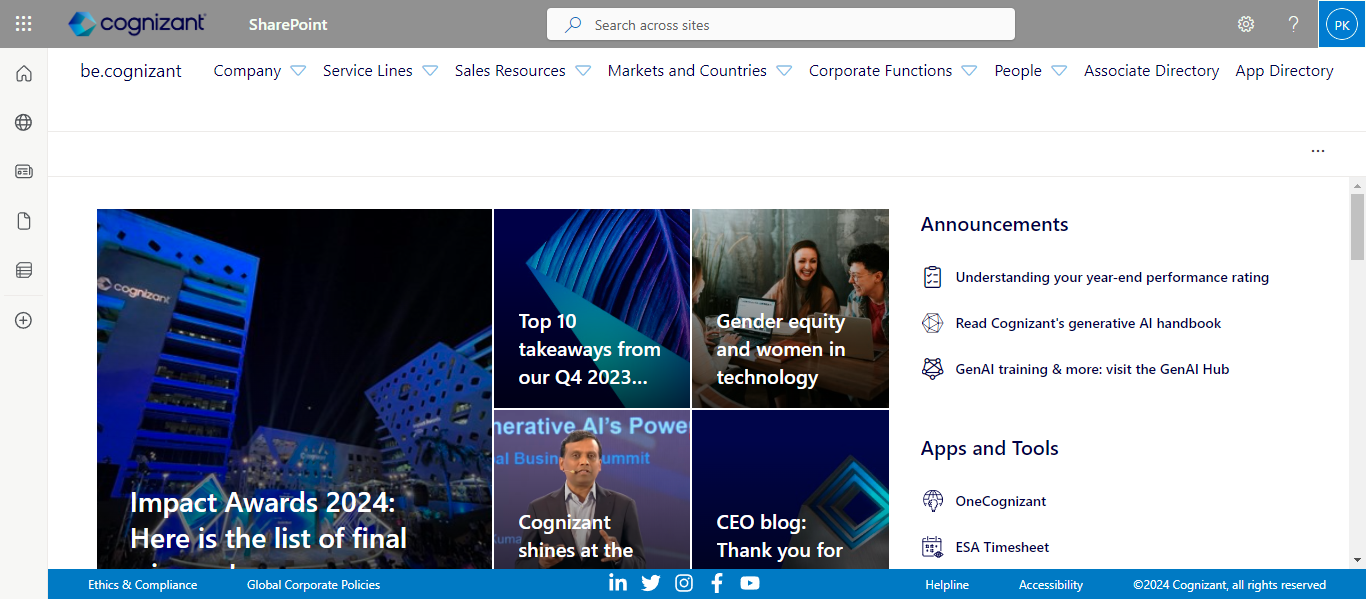 cognizant
SharePoint
Search across sites
?
PK
be.cognizant
Company
Service Lines
Sales Resources
Markets and Countries
Corporate Functions
People
Associate Directory
App Directory
...
cognizant
Impact Awards 2024:
Here is the list of final
Top 10
takeaways from
our Q4 2023...
Gender equity
and women in
technology
nerative AI's Powe
al Busin ummit
Cognizant
shines at the
CEO blog:
Thank you for
Announcements
Understanding your year-end performance rating
Read Cognizant's generative AI handbook
GenAI training & more: visit the GenAI Hub
Apps and Tools
OneCognizant
ESA Timesheet
Ethics & Compliance
Global Corporate Policies
in
Helpline
Accessibility
©2024 Cognizant, all rights reserved